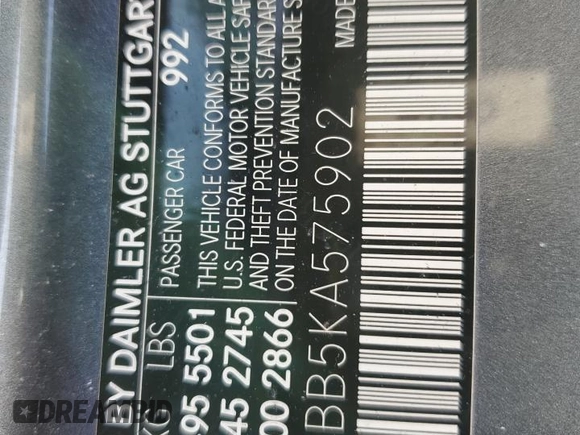 Y DAIMLER AG STUTTGAR
992
LBS PASSENGER CAR
95 5501 THIS VEHICLE CONFORMS TO ALL A
45 2745 U.S. FEDERAL MOTOR VEHICLE SAF
AND THEFT PREVENTION STANDAR
00 2866 ON THE DATE OF MANUFACTURE S
BB5KA575902 MADE
DREAMBID